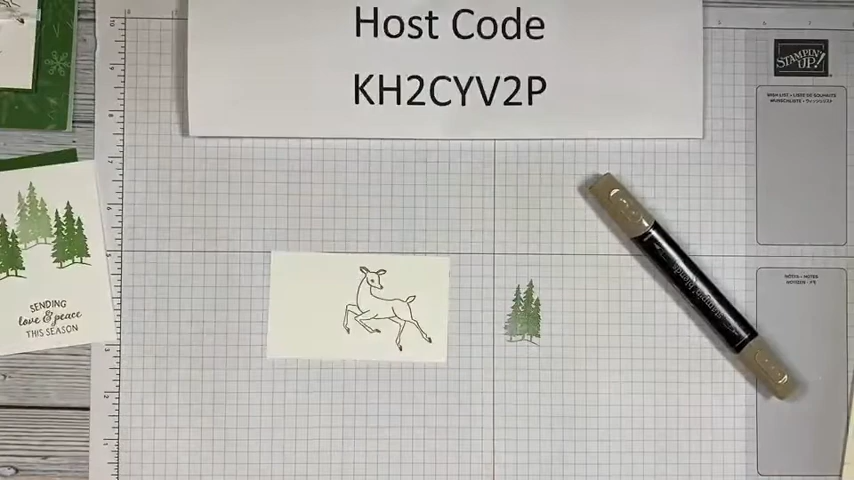 Host Code
KH2CYV2P
STAMPIN' UP!
SENDING
love & peace
THIS SEASON